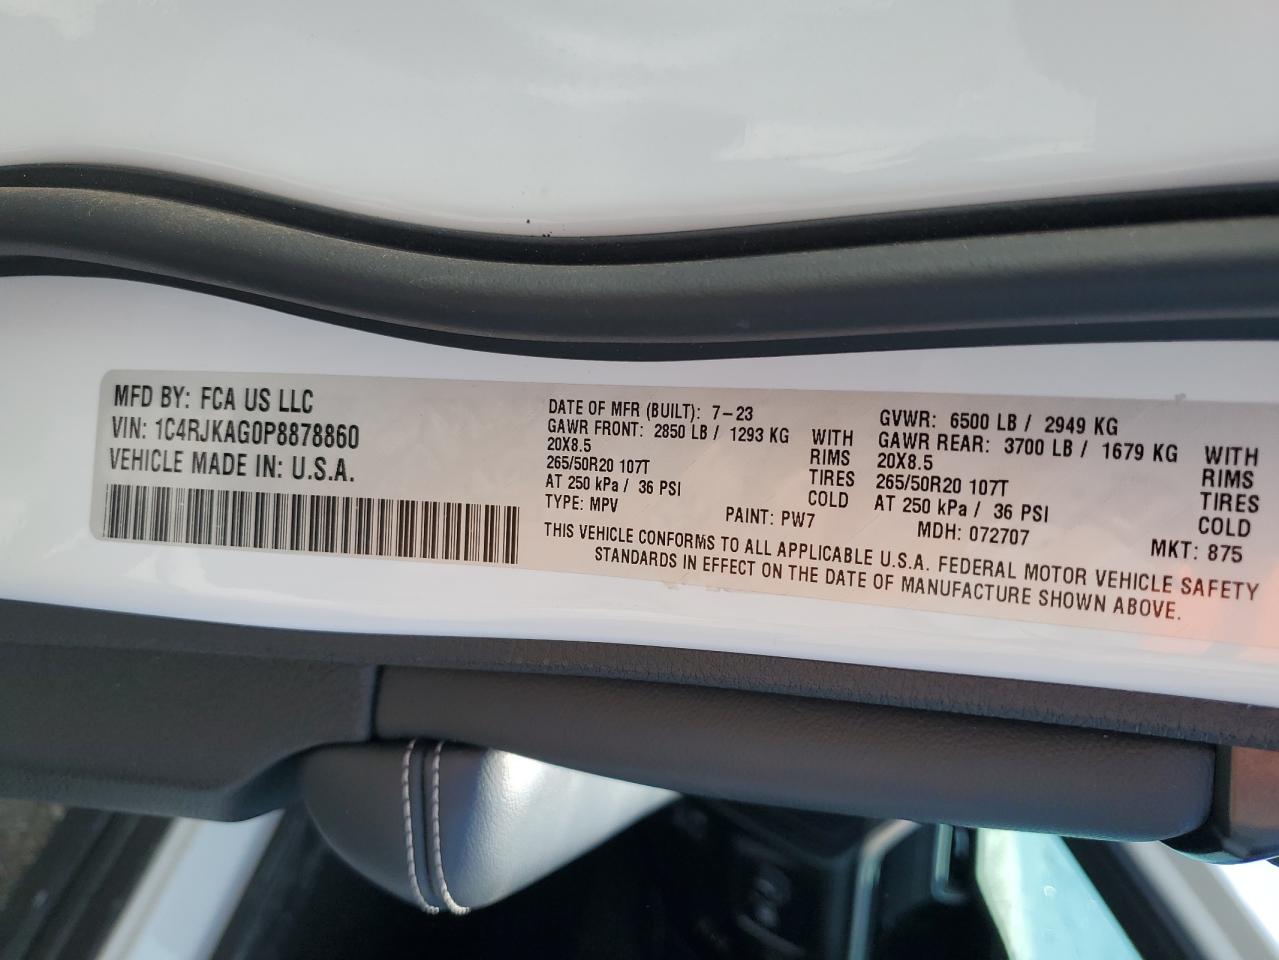 MFD BY: FCA US LLC
VIN: 1C4RJKAG0P8878860
VEHICLE MADE IN: U.S.A.
DATE OF MFR (BUILT): 7-23
GAWR FRONT: 2850 LB / 1293 KG WITH
20X8.5 RIMS
265/50R20 107T TIRES
AT 250 kPa / 36 PSI COLD
TYPE: MPV PAINT: PW7
GVWR: 6500 LB / 2949 KG
GAWR REAR: 3700 LB / 1679 KG WITH
20X8.5 RIMS
265/50R20 107T TIRES
AT 250 kPa / 36 PSI COLD
MDH: 072707 MKT: 875
THIS VEHICLE CONFORMS TO ALL APPLICABLE U.S.A. FEDERAL MOTOR VEHICLE SAFETY
STANDARDS IN EFFECT ON THE DATE OF MANUFACTURE SHOWN ABOVE.